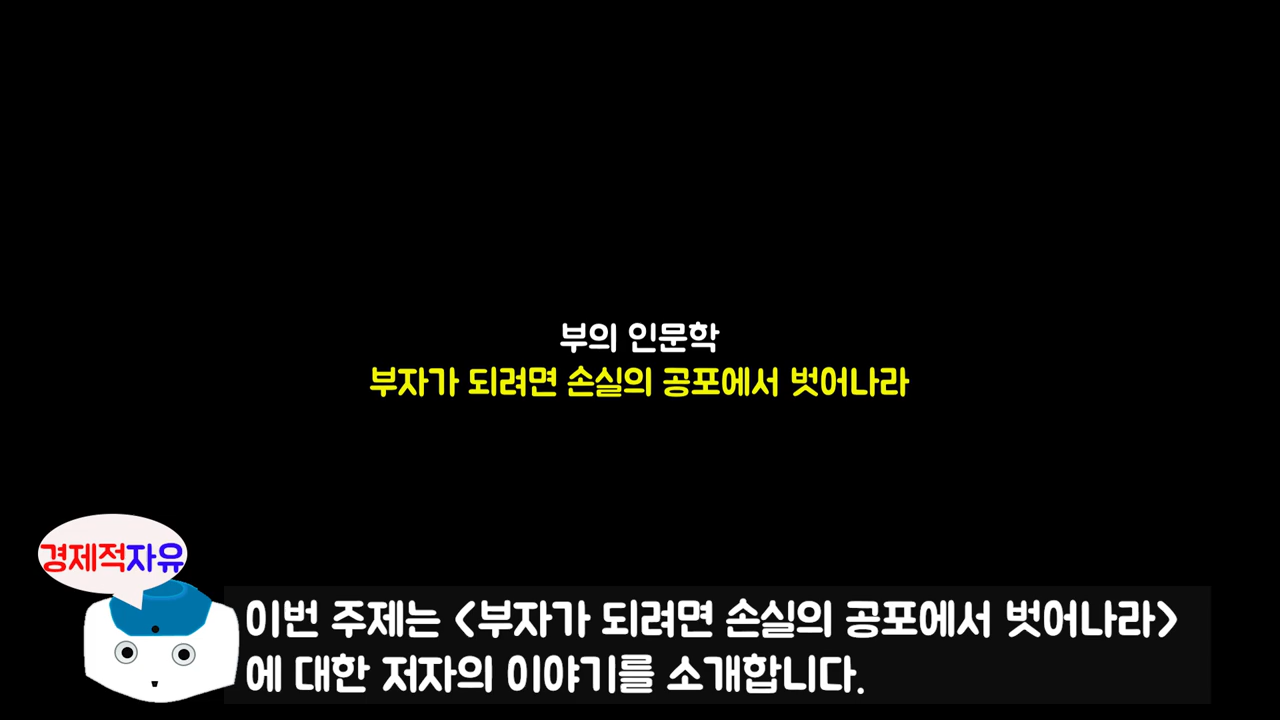 부의 인문학
부자가 되려면 손실의 공포에서 벗어나라
경제적자유
이번 주제는 <부자가 되려면 손실의 공포에서 벗어나라>
에 대한 저자의 이야기를 소개합니다.